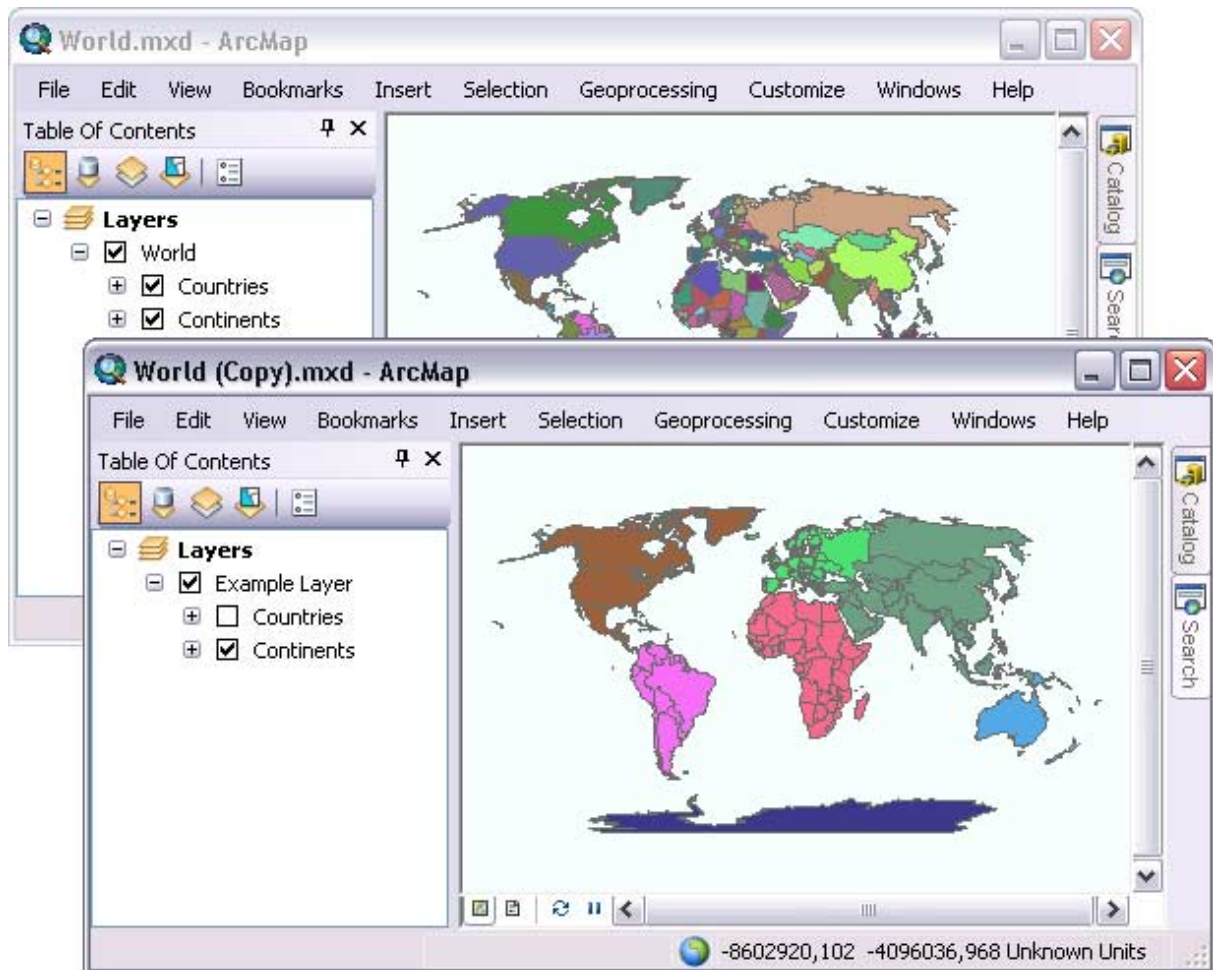 World.mxd - ArcMap
File Edit View Bookmarks Insert Selection Geoprocessing Customize Windows Help
Table Of Contents
Layers
World
Countries
Continents
Catalog
World (Copy).mxd - ArcMap
File Edit View Bookmarks Insert Selection Geoprocessing Customize Windows Help
Table Of Contents
Layers
Example Layer
Countries
Continents
Catalog
Search
-8602920,102 -4096036,968 Unknown Units